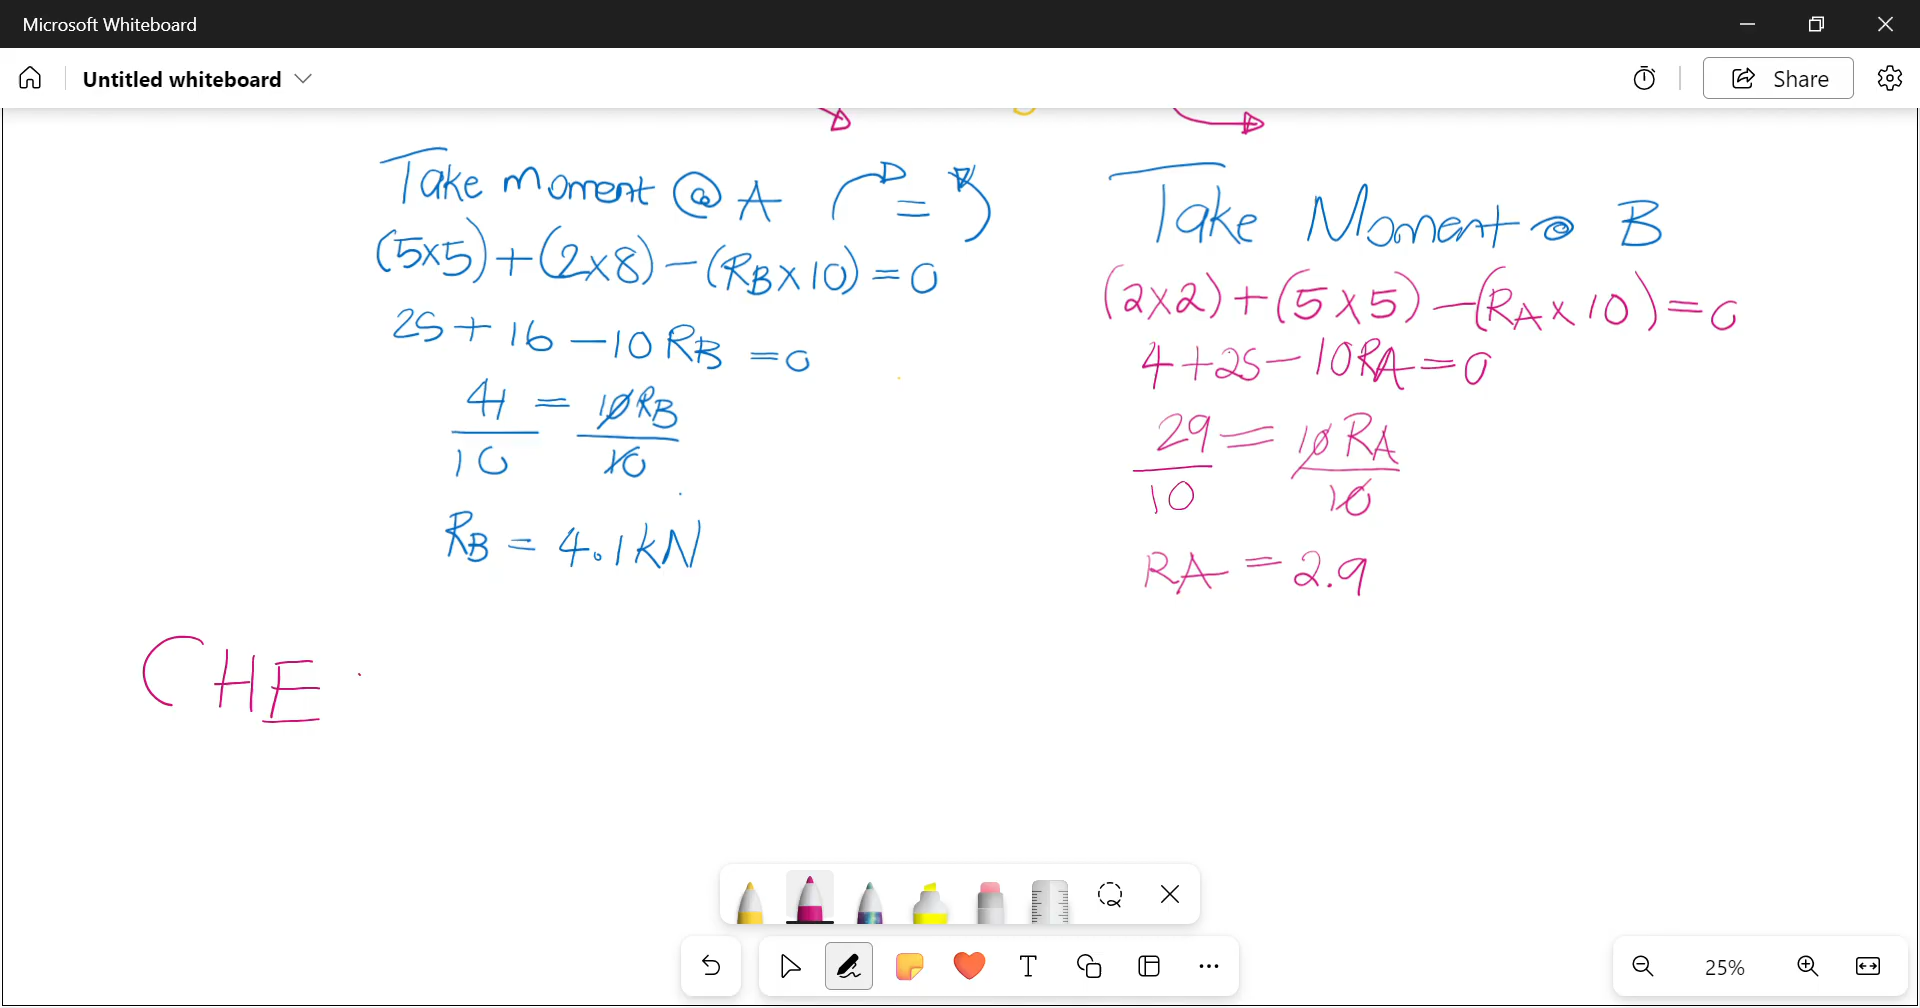 Microsoft Whiteboard
Untitled whiteboard
Share
Take moment @ A ( = )
(5x5)+(2x8)-(RBx10)=0
25+16-10RB=0
41 = 10RB
10 10
RB = 4.1kN
Take Moment @ B
(2x2)+(5x5)-(RAx10)=0
4+25-10RA=0
29=10RA
10 10
RA=2.9
CHE
T
25%